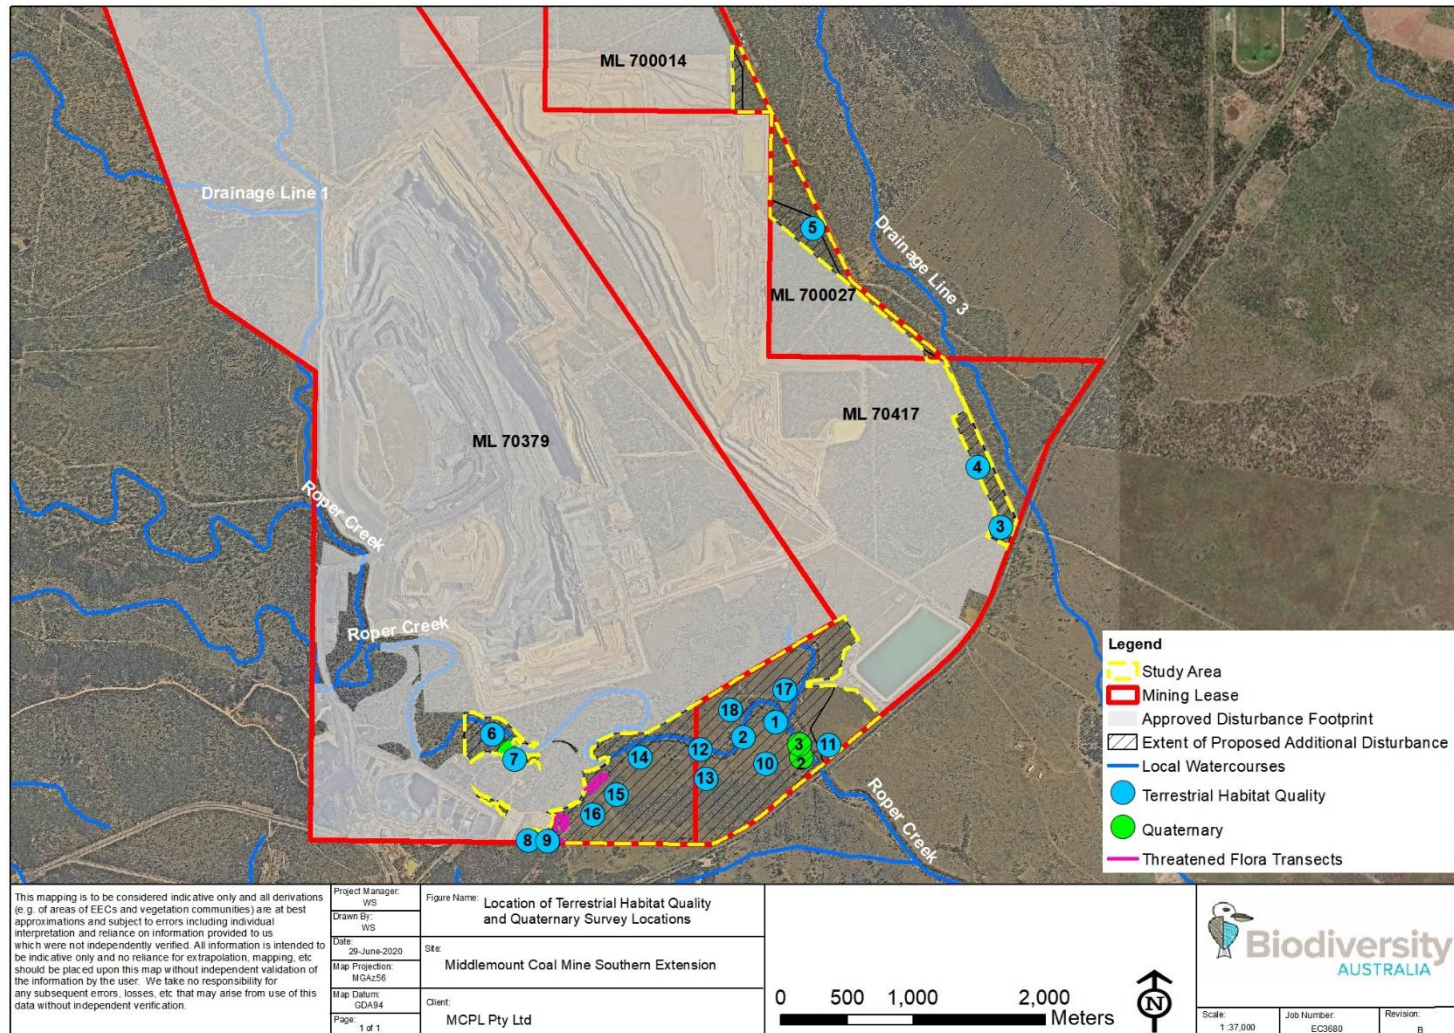 ML 700014
Drainage Line 1
5
Drainage Line 3
ML 700027
ML 70417
ML 70379
4
Roper Creek
3
Roper Creek
17
18
1
6
3
2
11
12
7
14
2
10
13
15
16
8
9
Roper Creek
Legend
Study Area
Mining Lease
Approved Disturbance Footprint
Extent of Proposed Additional Disturbance
Local Watercourses
Terrestrial Habitat Quality
Quaternary
Threatened Flora Transects
This mapping is to be considered indicative only and all derivations
(e.g. of areas of EECs and vegetation communities) are at best
approximations and subject to errors including individual
interpretation and reliance on information provided to us
which were not independently verified. All information is intended to
be indicative only and no reliance for extrapolation, mapping, etc
should be placed upon this map without independent validation of
the information by the user. We take no responsibility for
any subsequent errors, losses, etc that may arise from use of this
data without independent verification.
Project Manager:
WS
Drawn By:
WS
Date:
29-June-2020
Map Projection:
MGAz56
Map Datum:
GDA94
Page:
1 of 1
Figure Name: Location of Terrestrial Habitat Quality
and Quaternary Survey Locations
Site:
Middlemount Coal Mine Southern Extension
Client:
MCPL Pty Ltd
0 500 1,000 2,000
Meters
N
Biodiversity
AUSTRALIA
Scale:
1:37,000
Job Number:
EC3680
Revision:
B